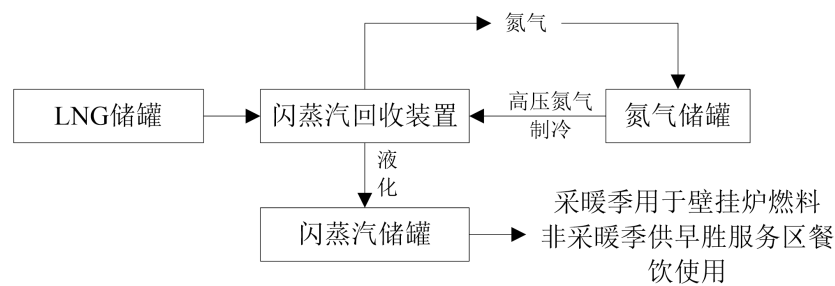 氮气
LNG储罐
闪蒸汽回收装置
高压氮气
制冷
氮气储罐
液
化
闪蒸汽储罐
采暖季用于壁挂炉燃料
非采暖季供早胜服务区餐
饮使用